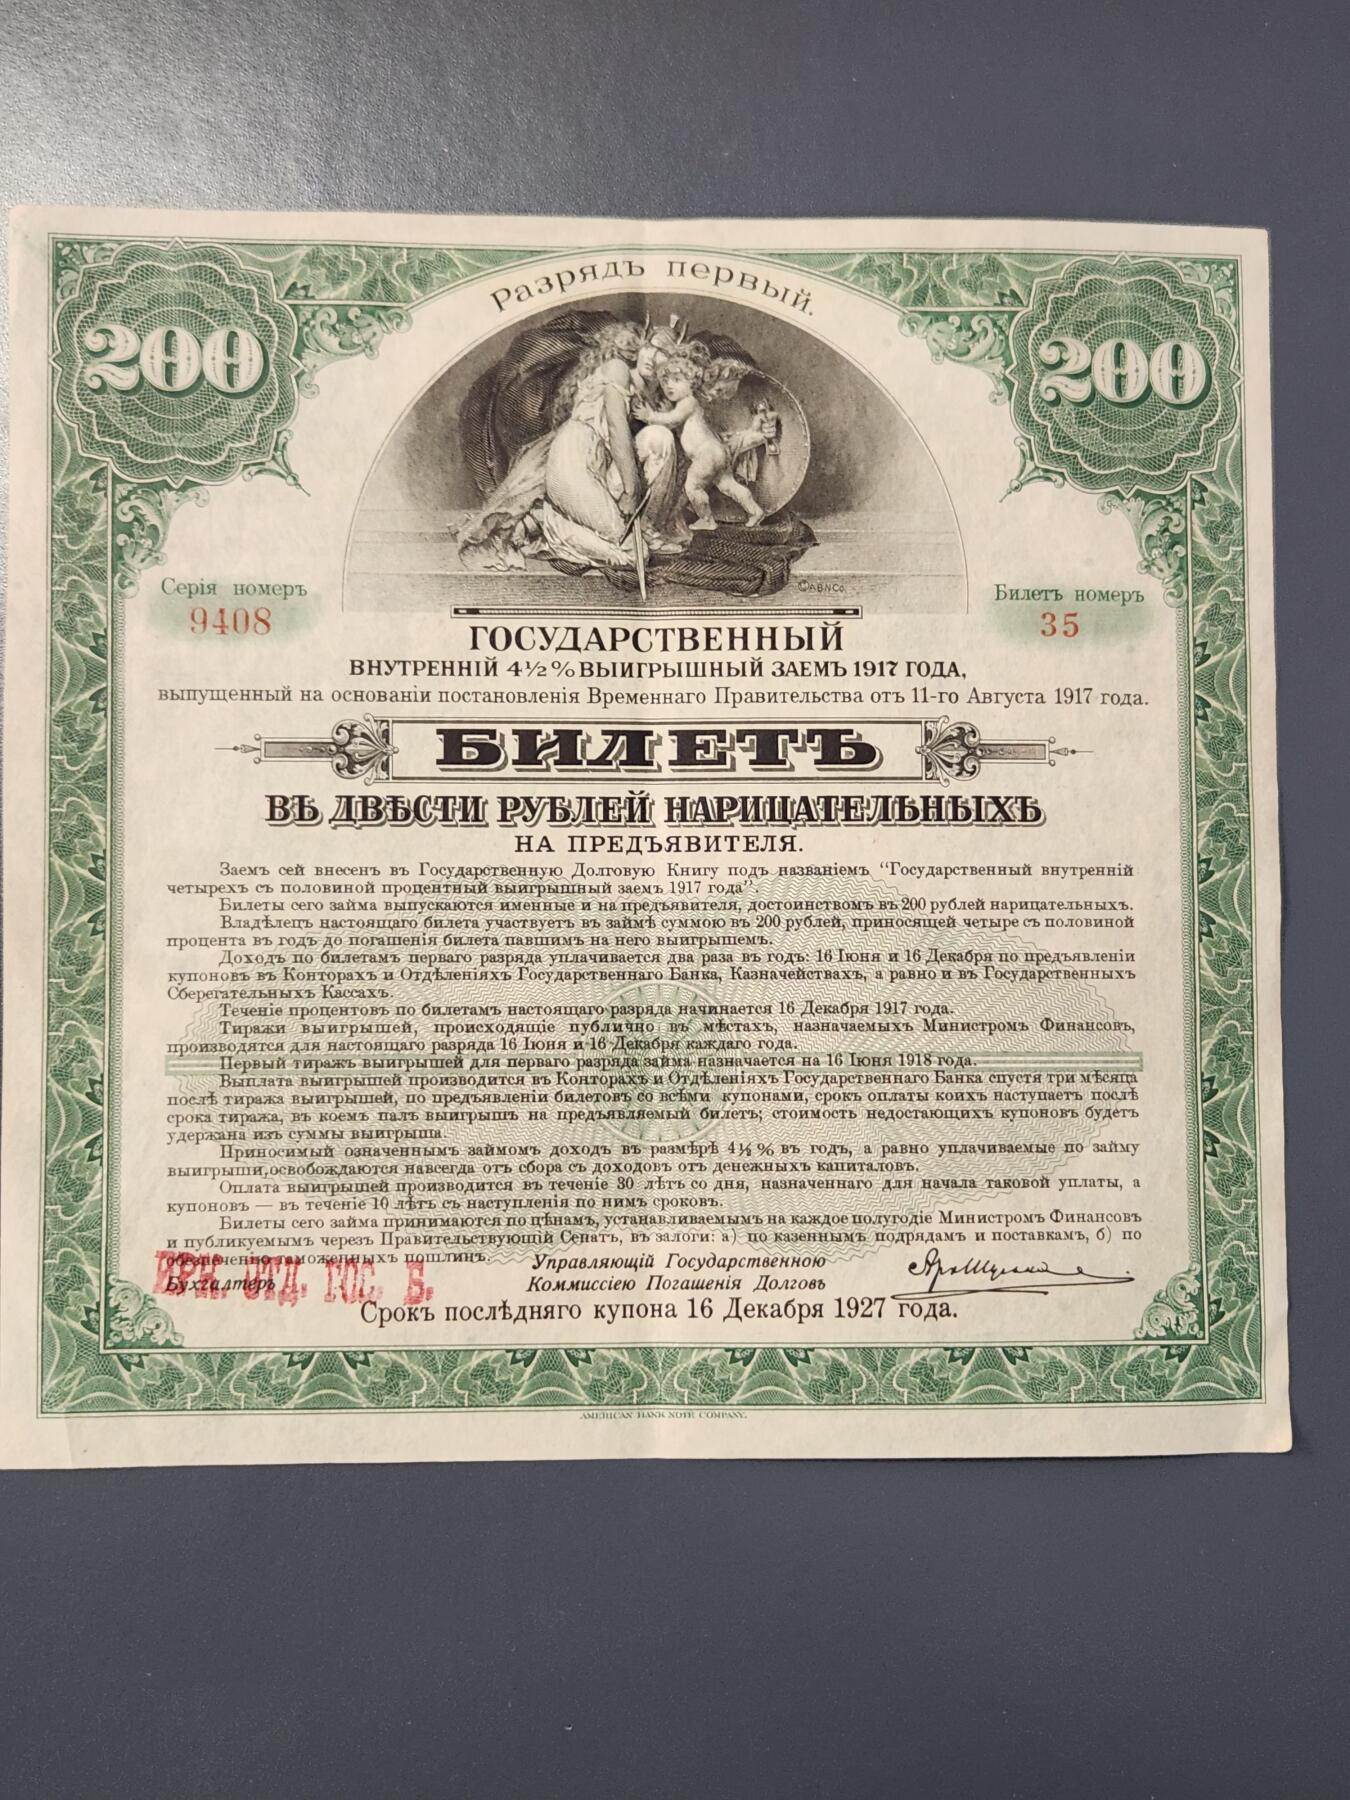 Разрядъ первый.
200
200
©ABNCo.
Серія номеръ
9408
Билетъ номеръ
35
ГОСУДАРСТВЕННЫЙ
ВНУТРЕННІЙ 4½% ВЫИГРЫШНЫЙ ЗАЕМЪ 1917 ГОДА,
выпущенный на основаніи постановленія Временнаго Правительства отъ 11-го Августа 1917 года.
БИЛЕТЪ
ВЪ ДВѢСТИ РУБЛЕЙ НАРИЦАТЕЛЬНЫХЪ
НА ПРЕДЪЯВИТЕЛЯ.
Заемъ сей внесенъ въ Государственную Долговую Книгу подъ названіемъ "Государственный внутренній
четырехъ съ половиной процентный выигрышный заемъ 1917 года".
Билеты сего займа выпускаются именные и на предъявителя, достоинствомъ въ 200 рублей нарицательныхъ.
Владѣлецъ настоящаго билета участвуетъ въ займѣ суммою въ 200 рублей, приносящей четыре съ половиной
процента въ годъ до погашенія билета павшимъ на него выигрышемъ.
Доходъ по билетамъ перваго разряда уплачивается два раза въ годъ: 16 Іюня и 16 Декабря по предъявленіи
купоновъ въ Конторахъ и Отдѣленіяхъ Государственнаго Банка, Казначействахъ, а равно и въ Государственныхъ
Сберегательныхъ Кассахъ.
Теченіе процентовъ по билетамъ настоящаго разряда начинается 16 Декабря 1917 года.
Тиражи выигрышей, происходящіе публично въ мѣстахъ, назначаемыхъ Министромъ Финансовъ,
производятся для настоящаго разряда 16 Іюня и 16 Декабря каждаго года.
Первый тиражъ выигрышей для перваго разряда займа назначается на 16 Іюня 1918 года.
Выплата выигрышей производится въ Конторахъ и Отдѣленіяхъ Государственнаго Банка спустя три мѣсяца
послѣ тиража выигрышей, по предъявленіи билетовъ со всѣми купонами, срокъ оплаты коихъ наступаетъ послѣ
срока тиража, въ коемъ палъ выигрышъ на предъявляемый билетъ; стоимость недостающихъ купоновъ будетъ
удержана изъ суммы выигрыша.
Приносимый означеннымъ займомъ доходъ въ размѣрѣ 4½% въ годъ, а равно уплачиваемые по займу
выигрыши, освобождаются навсегда отъ сбора съ доходовъ отъ денежныхъ капиталовъ.
Оплата выигрышей производится въ теченіе 30 лѣтъ со дня, назначеннаго для начала таковой уплаты, а
купоновъ — въ теченіе 10 лѣтъ съ наступленія по нимъ сроковъ.
Билеты сего займа принимаются по цѣнамъ, устанавливаемымъ на каждое полугодіе Министромъ Финансовъ
и публикуемымъ черезъ Правительствующій Сенатъ, въ залоги: а) по казеннымъ подрядамъ и поставкамъ, б) по
обезпеченію таможенныхъ пошлинъ.
ИРК. ОТД. ГОС. Б.
Бухгалтеръ
Управляющій Государственною
Коммиссіею Погашенія Долговъ
Срокъ послѣдняго купона 16 Декабря 1927 года.
AMERICAN BANK NOTE COMPANY.